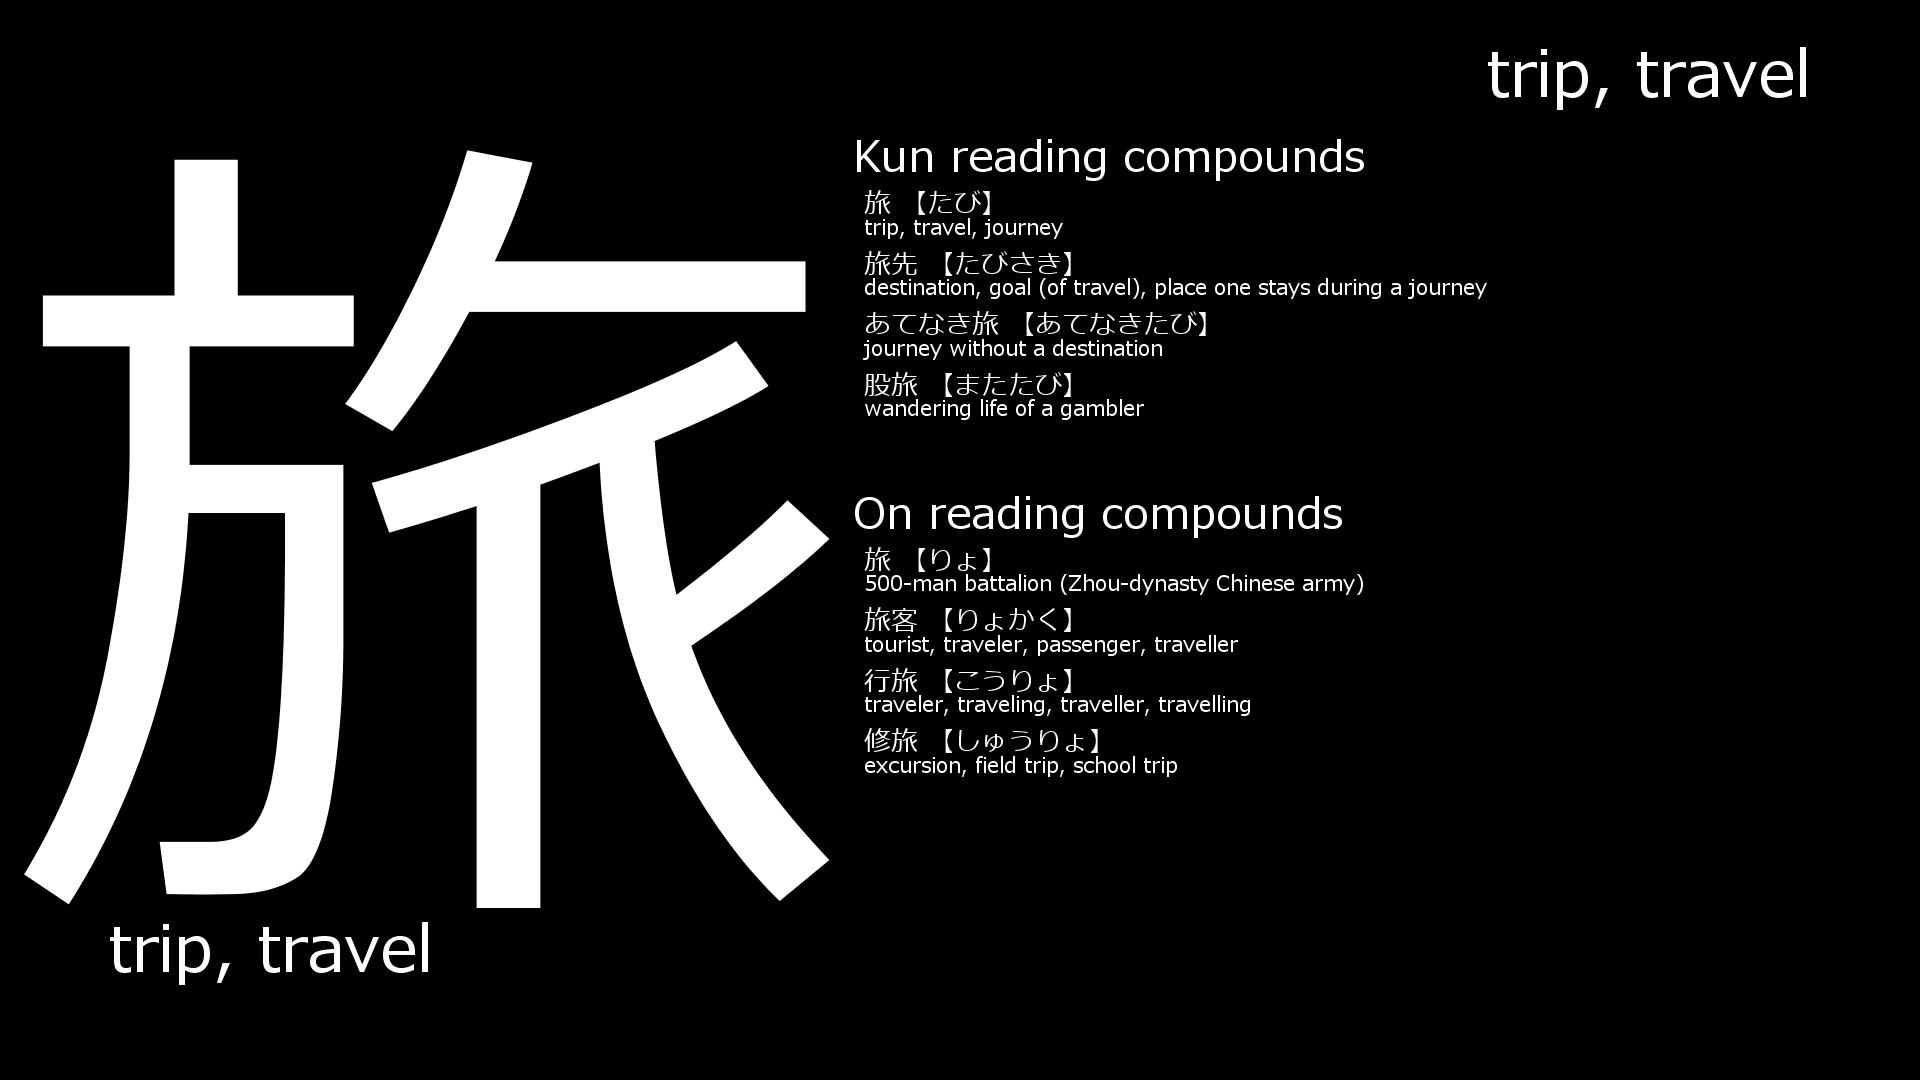 trip, travel
旅
Kun reading compounds
旅 【たび】
trip, travel, journey
旅先 【たびさき】
destination, goal (of travel), place one stays during a journey
あてなき旅 【あてなきたび】
journey without a destination
股旅 【またたび】
wandering life of a gambler
On reading compounds
旅 【りょ】
500-man battalion (Zhou-dynasty Chinese army)
旅客 【りょかく】
tourist, traveler, passenger, traveller
行旅 【こうりょ】
traveler, traveling, traveller, travelling
修旅 【しゅうりょ】
excursion, field trip, school trip
trip, travel